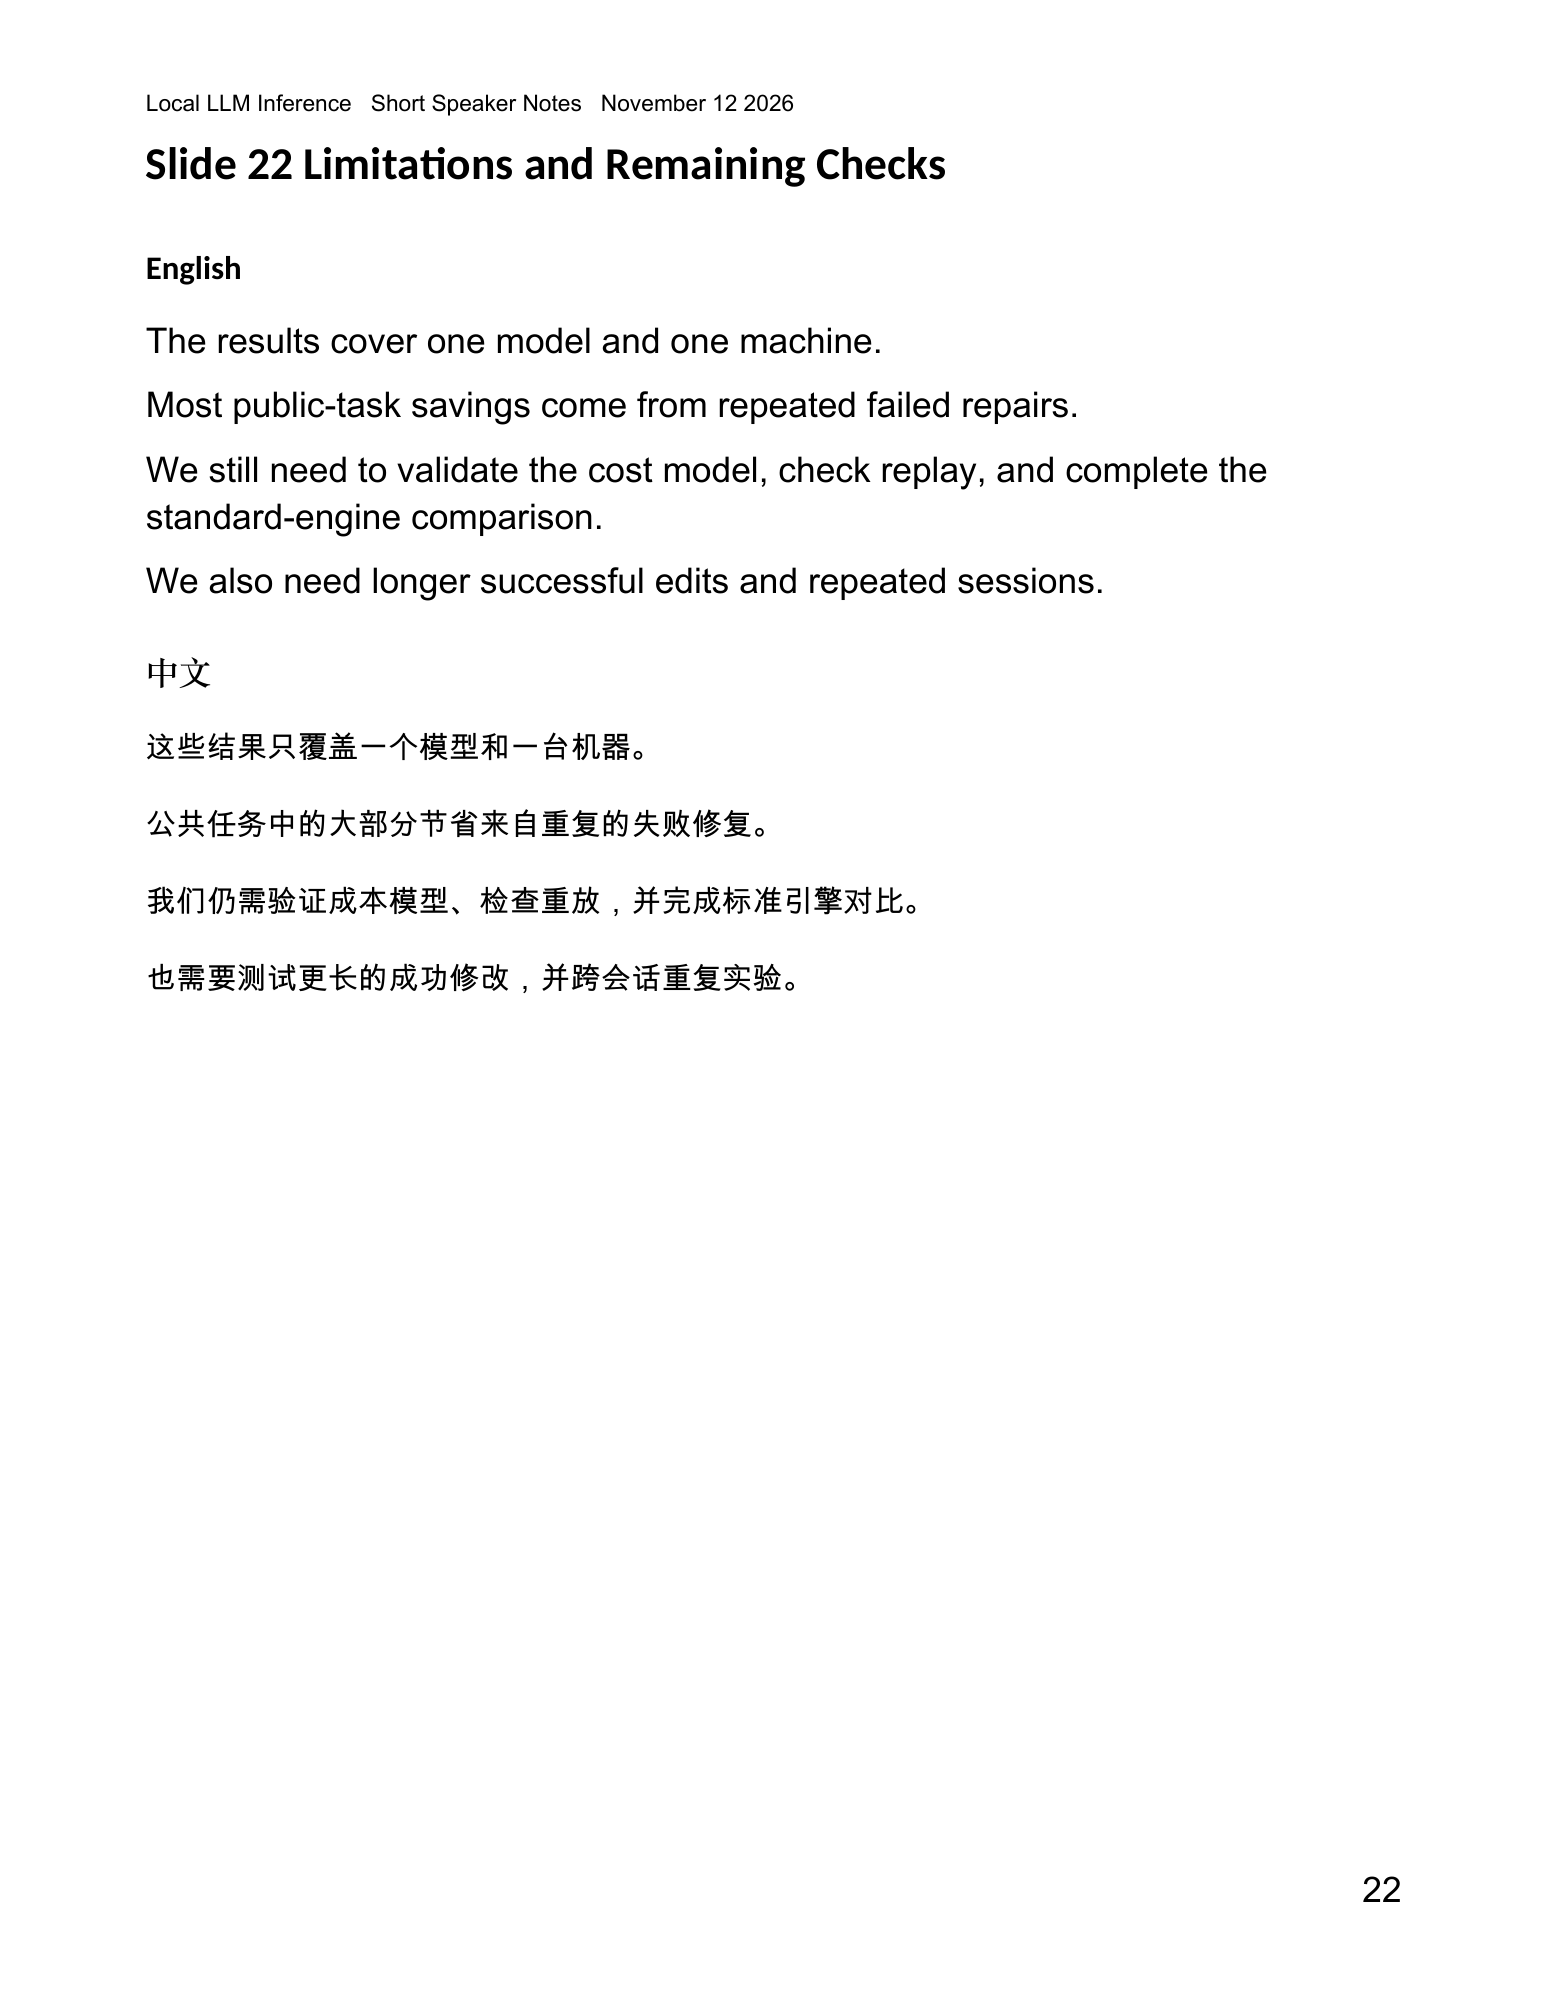 Local LLM Inference Short Speaker Notes November 12 2026
Slide 22 Limitations and Remaining Checks
English
The results cover one model and one machine.
Most public-task savings come from repeated failed repairs.
We still need to validate the cost model, check replay, and complete the
standard-engine comparison.
We also need longer successful edits and repeated sessions.
中文
这些结果只覆盖一个模型和一台机器。
公共任务中的大部分节省来自重复的失败修复。
我们仍需验证成本模型、检查重放，并完成标准引擎对比。
也需要测试更长的成功修改，并跨会话重复实验。
22